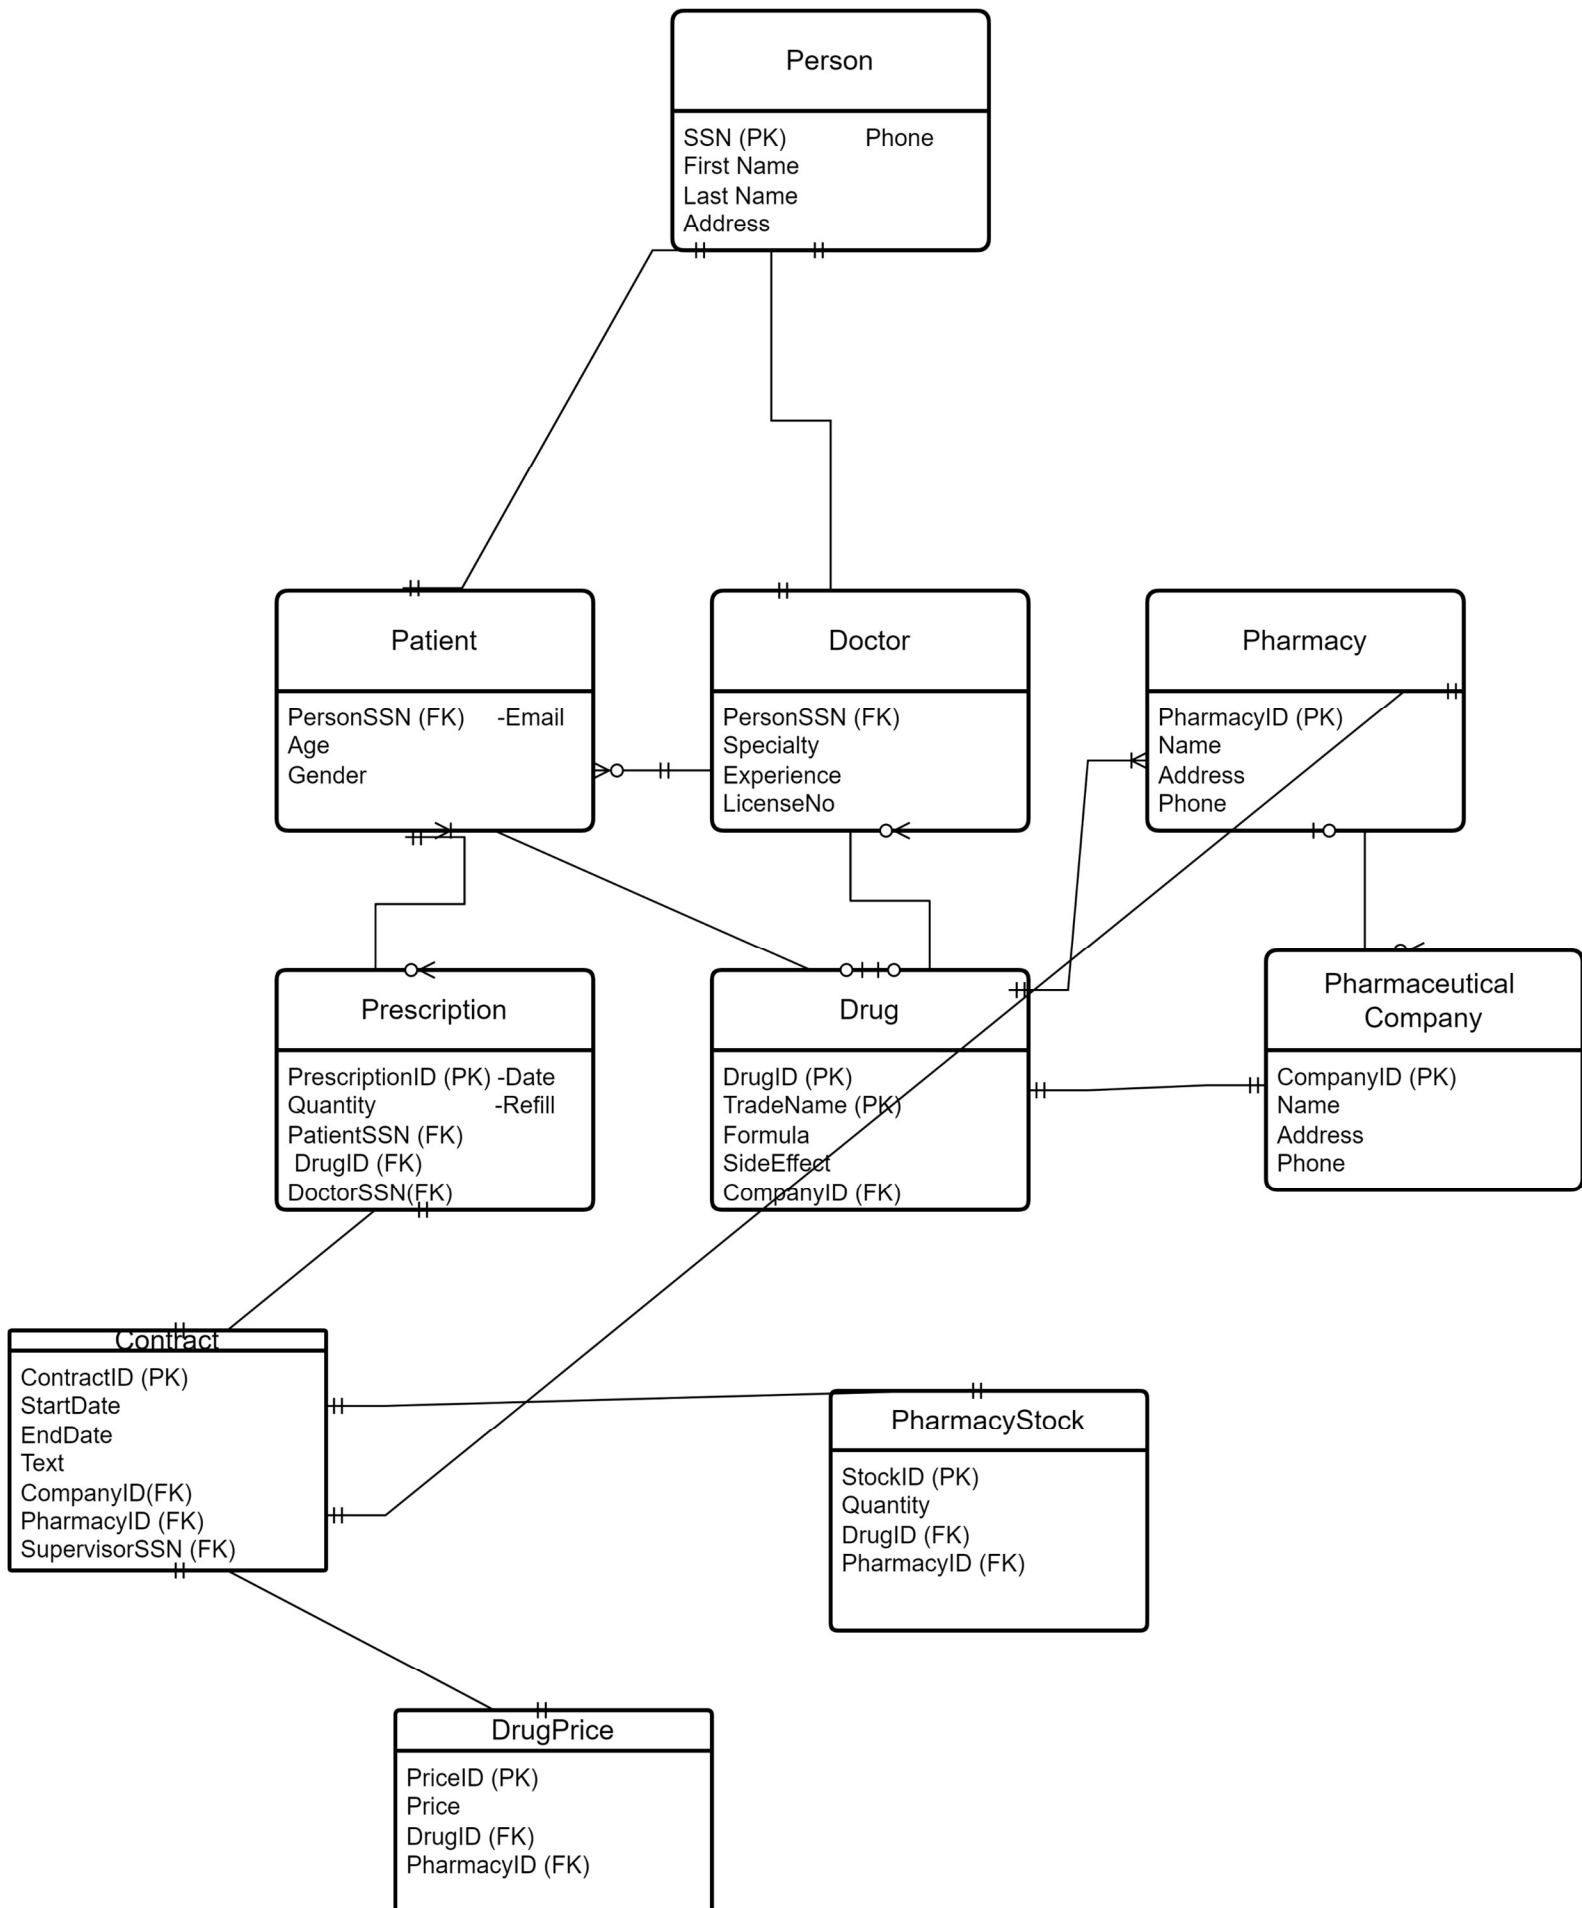 Person
SSN (PK) Phone
First Name
Last Name
Address
Patient
PersonSSN (FK) -Email
Age
Gender
Doctor
PersonSSN (FK)
Specialty
Experience
LicenseNo
Pharmacy
PharmacyID (PK)
Name
Address
Phone
Prescription
PrescriptionID (PK) -Date
Quantity -Refill
PatientSSN (FK)
DrugID (FK)
DoctorSSN(FK)
Drug
DrugID (PK)
TradeName (PK)
Formula
SideEffect
CompanyID (FK)
Pharmaceutical
Company
CompanyID (PK)
Name
Address
Phone
Contract
ContractID (PK)
StartDate
EndDate
Text
CompanyID(FK)
PharmacyID (FK)
SupervisorSSN (FK)
PharmacyStock
StockID (PK)
Quantity
DrugID (FK)
PharmacyID (FK)
DrugPrice
PriceID (PK)
Price
DrugID (FK)
PharmacyID (FK)